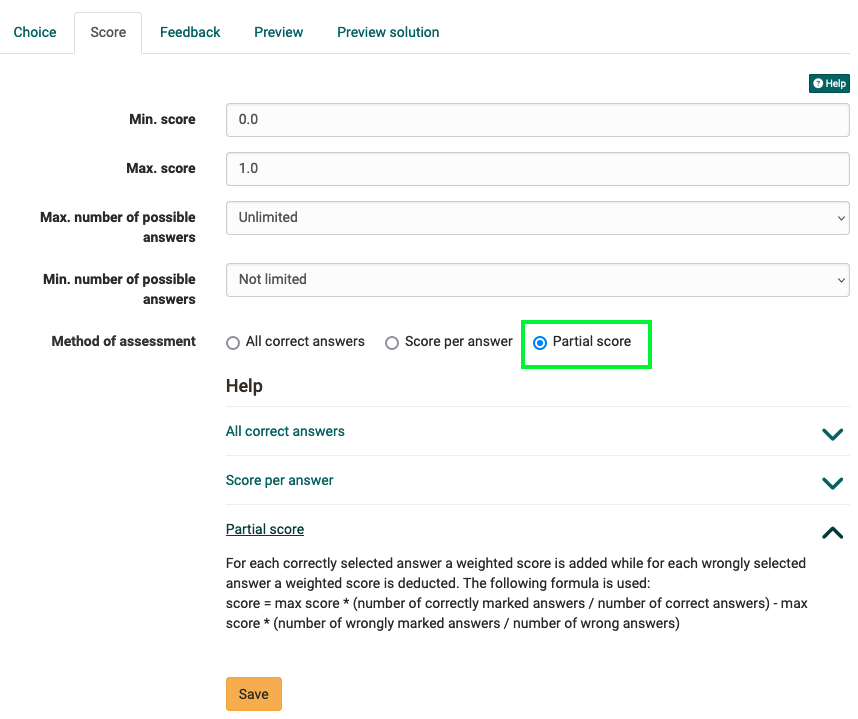 Choice Score Feedback Preview Preview solution
Help
Min. score 0.0
Max. score 1.0
Max. number of possible answers Unlimited
Min. number of possible answers Not limited
Method of assessment All correct answers Score per answer Partial score
Help
All correct answers
Score per answer
Partial score
For each correctly selected answer a weighted score is added while for each wrongly selected
answer a weighted score is deducted. The following formula is used:
score = max score * (number of correctly marked answers / number of correct answers) - max
score * (number of wrongly marked answers / number of wrong answers)
Save